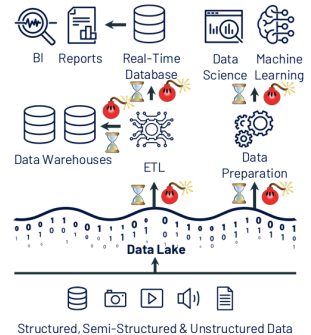 BI Reports Real-Time Database
Data Science Machine Learning
Data Warehouses
ETL
Data Preparation
Data Lake
Structured, Semi-Structured & Unstructured Data